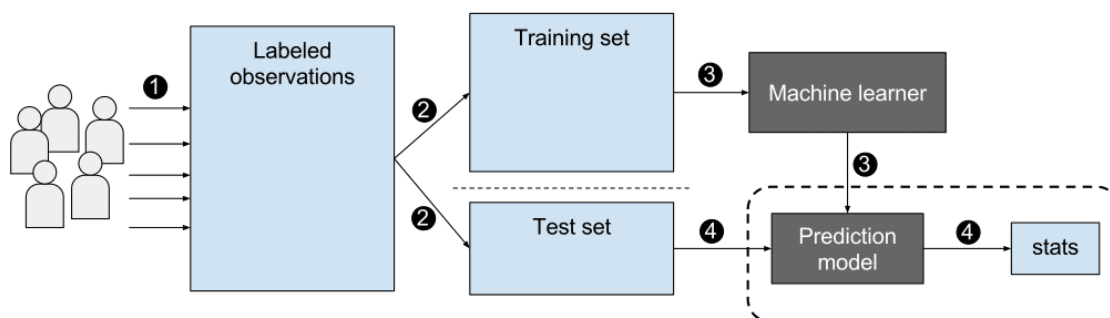 1
Labeled
observations
2
2
Training set
Test set
3
Machine learner
3
4
Prediction
model
4
stats